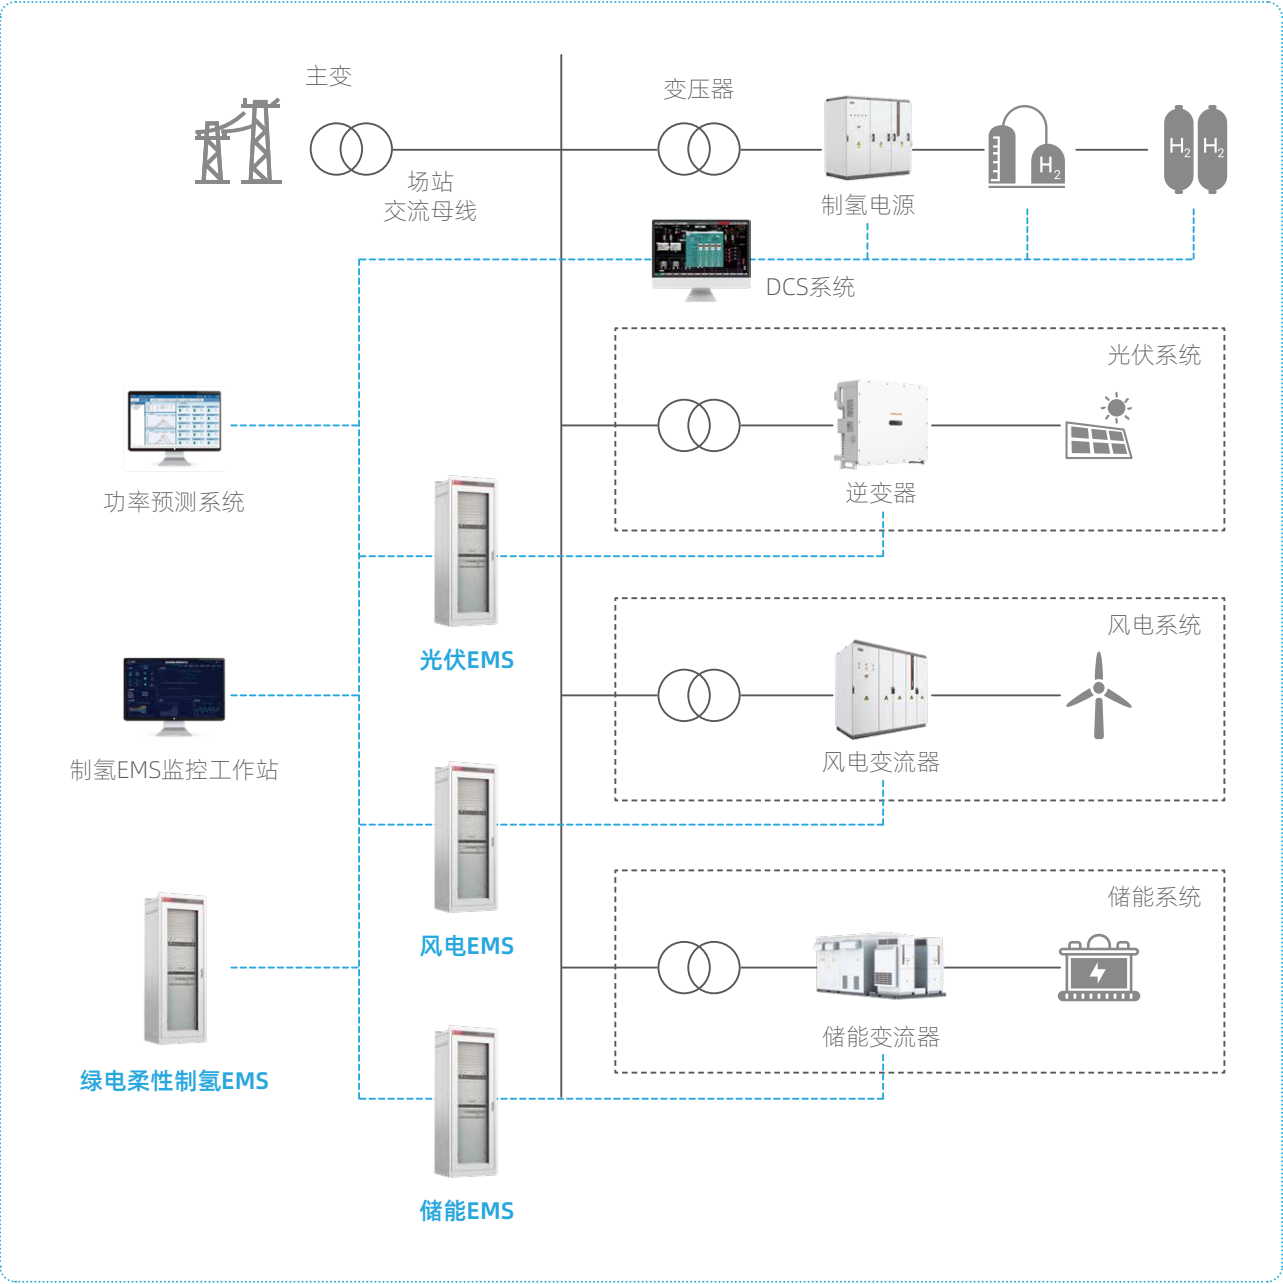 主变
变压器
场站
交流母线
制氢电源
H2
H2
H2
DCS系统
光伏系统
逆变器
功率预测系统
光伏EMS
风电系统
风电变流器
制氢EMS监控工作站
风电EMS
储能系统
储能变流器
绿电柔性制氢EMS
储能EMS